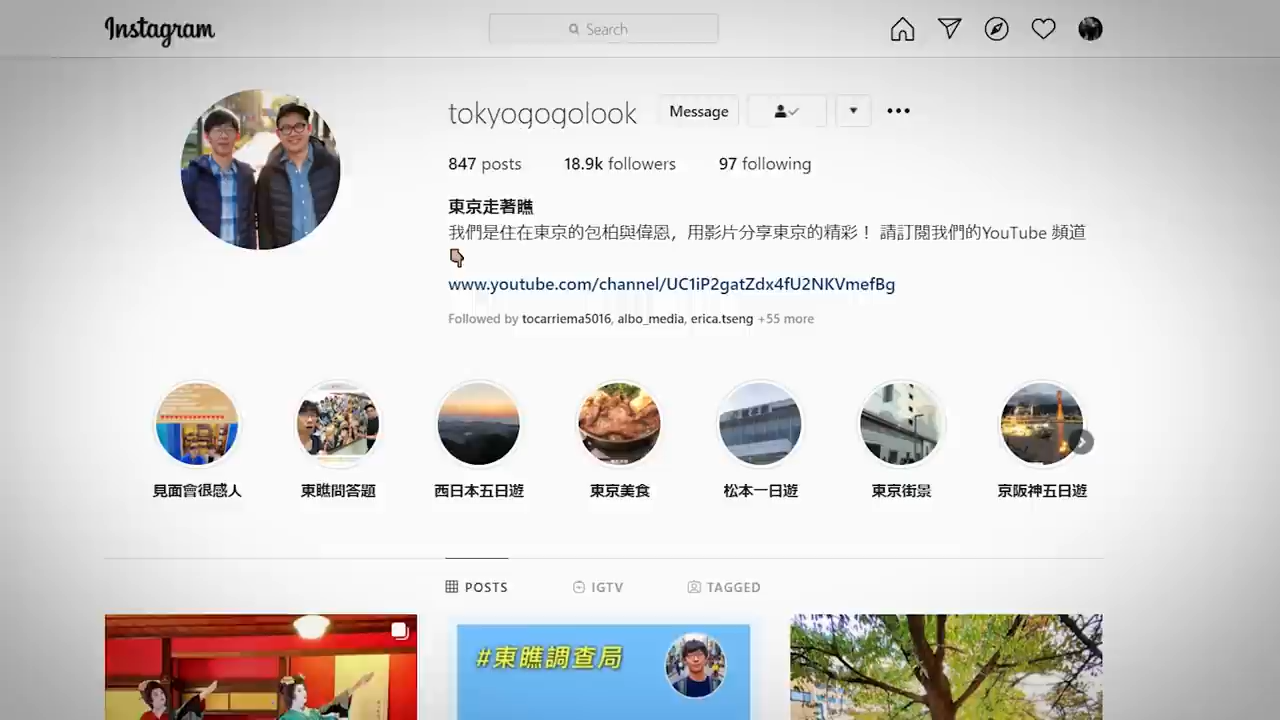 Instagram
Search
tokyogogolook
Message
847 posts 18.9k followers 97 following
東京走著瞧
我們是住在東京的包柏與偉恩，用影片分享東京的精彩！ 請訂閱我們的YouTube 頻道
👇
www.youtube.com/channel/UC1iP2gatZdx4fU2NKVmefBg
Followed by tocarriema5016, albo_media, erica.tseng +55 more
見面會很感人 東瞧問答題 西日本五日遊 東京美食 松本一日遊 東京街景 京阪神五日遊
POSTS IGTV TAGGED
#東瞧調查局